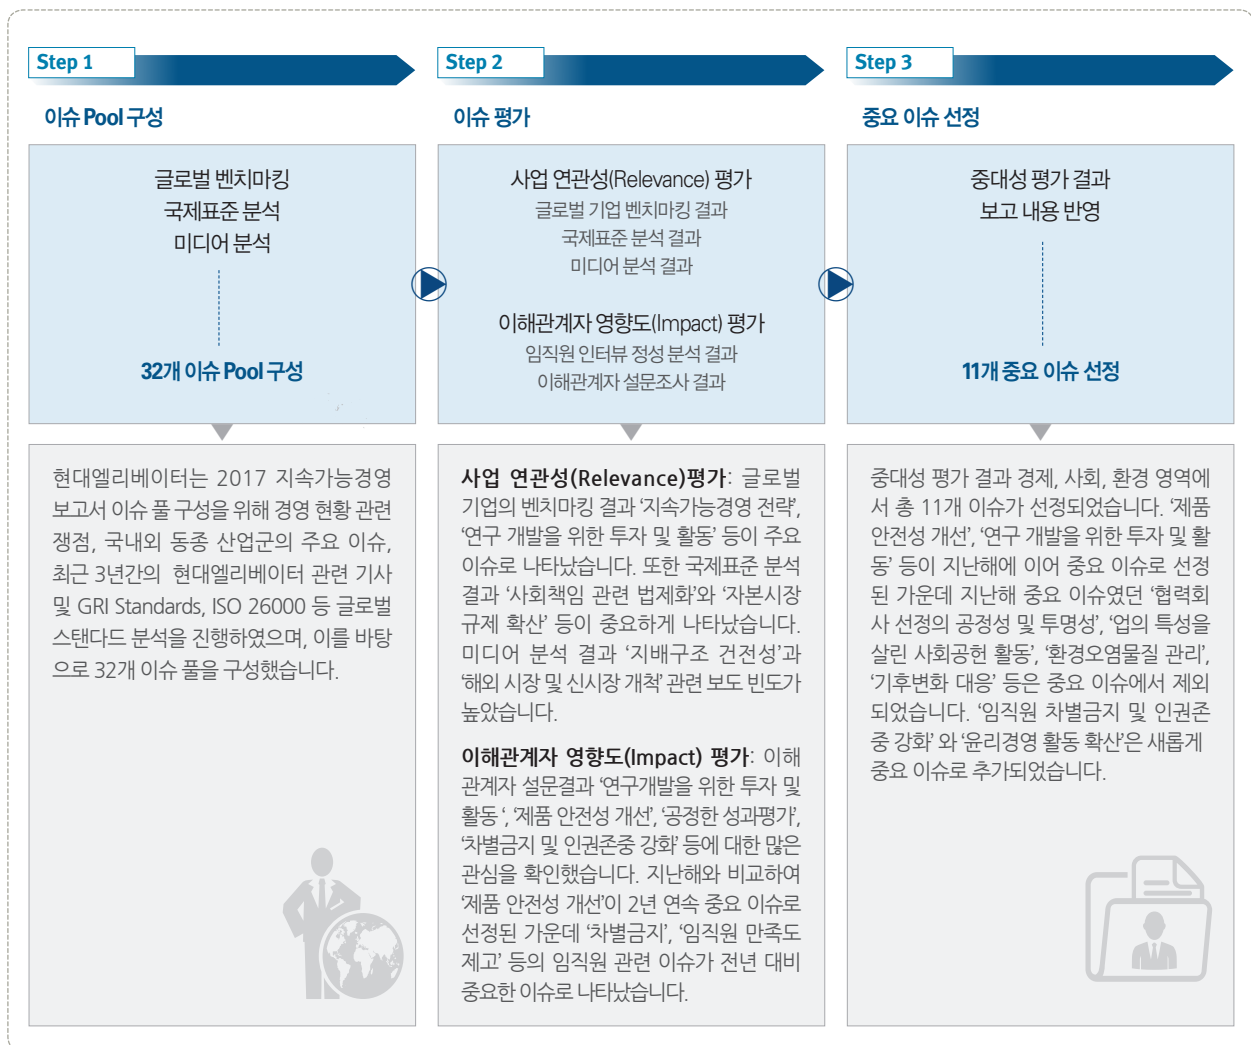 Step 1
이슈 Pool 구성
글로벌 벤치마킹
국제표준 분석
미디어 분석
32개 이슈 Pool 구성
현대엘리베이터는 2017 지속가능경영
보고서 이슈 풀 구성을 위해 경영 현황 관련
쟁점, 국내외 동종 산업군의 주요 이슈,
최근 3년간의 현대엘리베이터 관련 기사
및 GRI Standards, ISO 26000 등 글로벌
스탠다드 분석을 진행하였으며, 이를 바탕
으로 32개 이슈 풀을 구성했습니다.
Step 2
이슈 평가
사업 연관성(Relevance) 평가
글로벌 기업 벤치마킹 결과
국제표준 분석 결과
미디어 분석 결과
이해관계자 영향도(Impact) 평가
임직원 인터뷰 정성 분석 결과
이해관계자 설문조사 결과
사업 연관성(Relevance)평가: 글로벌
기업의 벤치마킹 결과 ‘지속가능경영 전략’,
‘연구 개발을 위한 투자 및 활동’ 등이 주요
이슈로 나타났습니다. 또한 국제표준 분석
결과 ‘사회책임 관련 법제화’와 ‘자본시장
규제 확산’ 등이 중요하게 나타났습니다.
미디어 분석 결과 ‘지배구조 건전성’과
‘해외 시장 및 신시장 개척’ 관련 보도 빈도가
높았습니다.
이해관계자 영향도(Impact) 평가: 이해
관계자 설문결과 ‘연구개발을 위한 투자 및
활동 ‘, ‘제품 안전성 개선’, ‘공정한 성과평가’,
‘차별금지 및 인권존중 강화’ 등에 대한 많은
관심을 확인했습니다. 지난해와 비교하여
‘제품 안전성 개선’이 2년 연속 중요 이슈로
선정된 가운데 ‘차별금지’, ‘임직원 만족도
제고’ 등의 임직원 관련 이슈가 전년 대비
중요한 이슈로 나타났습니다.
Step 3
중요 이슈 선정
중대성 평가 결과
보고 내용 반영
11개 중요 이슈 선정
중대성 평가 결과 경제, 사회, 환경 영역에
서 총 11개 이슈가 선정되었습니다. ‘제품
안전성 개선’, ‘연구 개발을 위한 투자 및 활
동’ 등이 지난해에 이어 중요 이슈로 선정
된 가운데 지난해 중요 이슈였던 ‘협력회
사 선정의 공정성 및 투명성’, ‘업의 특성을
살린 사회공헌 활동’, ‘환경오염물질 관리’,
‘기후변화 대응’ 등은 중요 이슈에서 제외
되었습니다. ‘임직원 차별금지 및 인권존
중 강화’ 와 ‘윤리경영 활동 확산’은 새롭게
중요 이슈로 추가되었습니다.